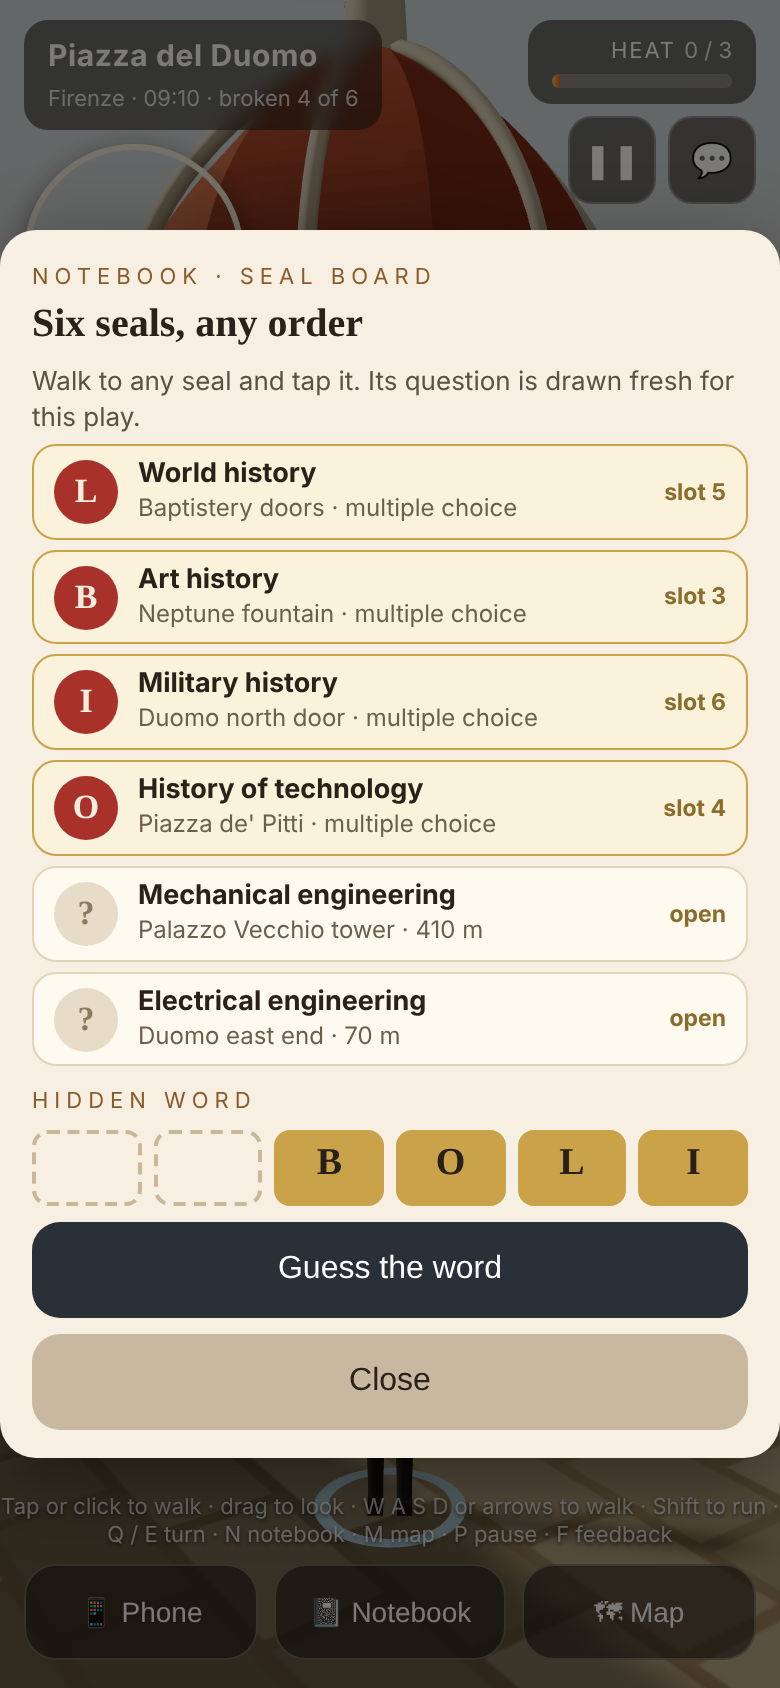 Piazza del Duomo
Firenze · 09:10 · broken 4 of 6
HEAT 0 / 3
NOTEBOOK · SEAL BOARD
Six seals, any order
Walk to any seal and tap it. Its question is drawn fresh for
this play.
L
World history
Baptistery doors · multiple choice
slot 5
B
Art history
Neptune fountain · multiple choice
slot 3
I
Military history
Duomo north door · multiple choice
slot 6
O
History of technology
Piazza de' Pitti · multiple choice
slot 4
?
Mechanical engineering
Palazzo Vecchio tower · 410 m
open
?
Electrical engineering
Duomo east end · 70 m
open
HIDDEN WORD
B O L I
Guess the word
Close
Tap or click to walk · drag to look · W A S D or arrows to walk · Shift to run ·
Q / E turn · N notebook · M map · P pause · F feedback
Phone
Notebook
Map